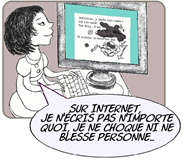 SUR INTERNET,
JE N'ÉCRIS PAS N'IMPORTE
QUOI, JE NE CHOQUE NI NE
BLESSE PERSONNE..